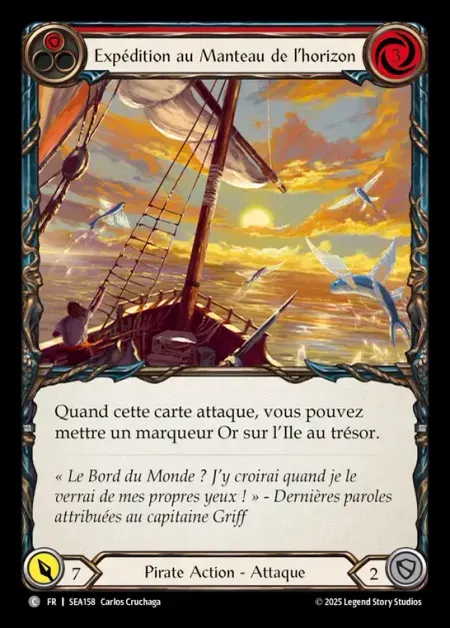 Expédition au Manteau de l'horizon
3
Quand cette carte attaque, vous pouvez
mettre un marqueur Or sur l'Ile au trésor.
« Le Bord du Monde ? J'y croirai quand je le
verrai de mes propres yeux ! » - Dernières paroles
attribuées au capitaine Griff
7
Pirate Action - Attaque
2
C FR | SEA158 Carlos Cruchaga
© 2025 Legend Story Studios